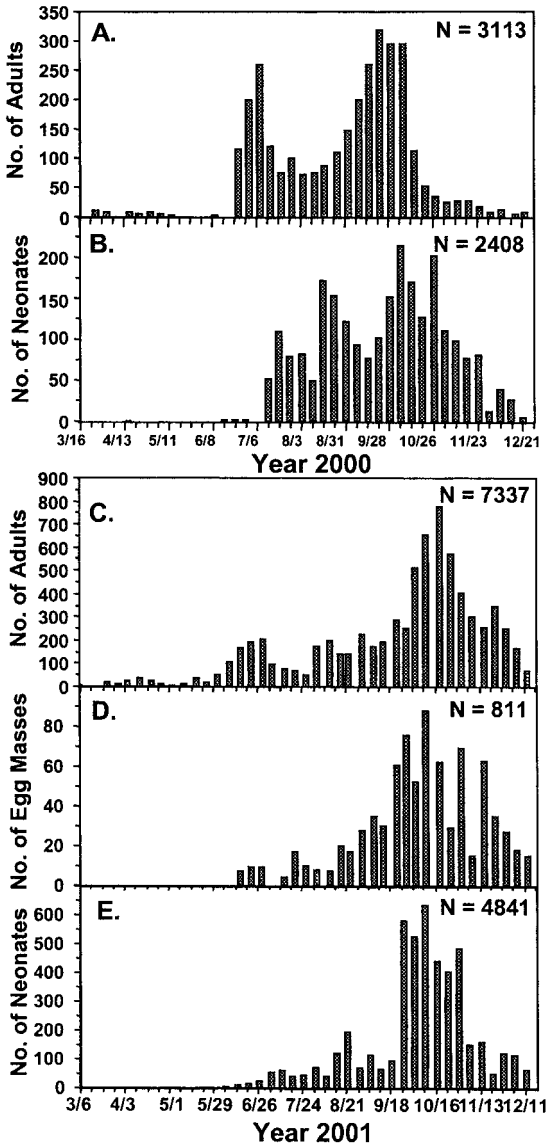 A.
N = 3113
No. of Adults
350
300
250
200
150
100
50
0
B.
N = 2408
No. of Neonates
200
150
100
50
0
3/16 4/13 5/11 6/8 7/6 8/3 8/31 9/28 10/26 11/23 12/21
Year 2000
C.
N = 7337
No. of Adults
900
800
700
600
500
400
300
200
100
0
D.
N = 811
No. of Egg Masses
80
60
40
20
0
E.
N = 4841
No. of Neonates
600
500
400
300
200
100
0
3/6 4/3 5/1 5/29 6/26 7/24 8/21 9/18 10/16 11/13 12/11
Year 2001